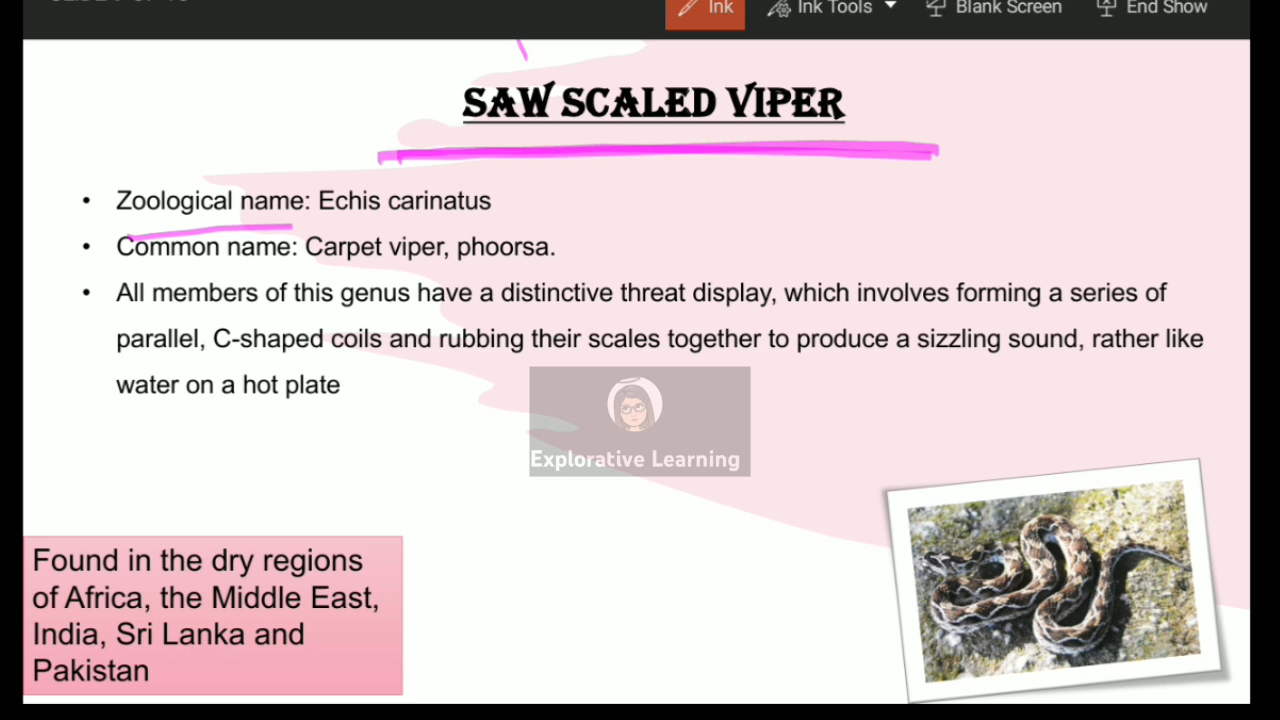 Ink
Ink Tools
Blank Screen
End Show
SAW SCALED VIPER
• Zoological name: Echis carinatus
• Common name: Carpet viper, phoorsa.
• All members of this genus have a distinctive threat display, which involves forming a series of
parallel, C-shaped coils and rubbing their scales together to produce a sizzling sound, rather like
water on a hot plate
Explorative Learning
Found in the dry regions
of Africa, the Middle East,
India, Sri Lanka and
Pakistan